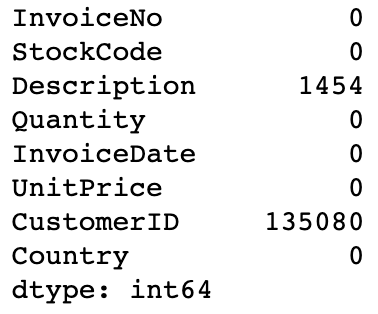 InvoiceNo 0
StockCode 0
Description 1454
Quantity 0
InvoiceDate 0
UnitPrice 0
CustomerID 135080
Country 0
dtype: int64